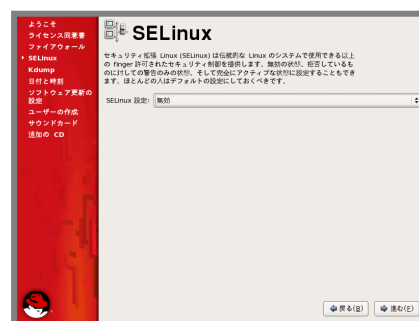 ようこそ
ライセンス同意書
ファイアウォール
SELinux
Kdump
日付と時刻
ソフトウェア更新の
設定
ユーザーの作成
サウンドカード
追加の CD
SELinux
セキュリティ拡張 Linux (SELinux) は伝統的な Linux のシステムで使用できる以上
の finger 許可されたセキュリティ制御を提供します。無効の状態、拒否しているも
のに対しての警告のみの状態、そして完全にアクティブな状態に設定することもでき
ます。ほとんどの人はデフォルトの設定にしておくべきです。
SELinux 設定: 無効
戻る(B) 進む(F)